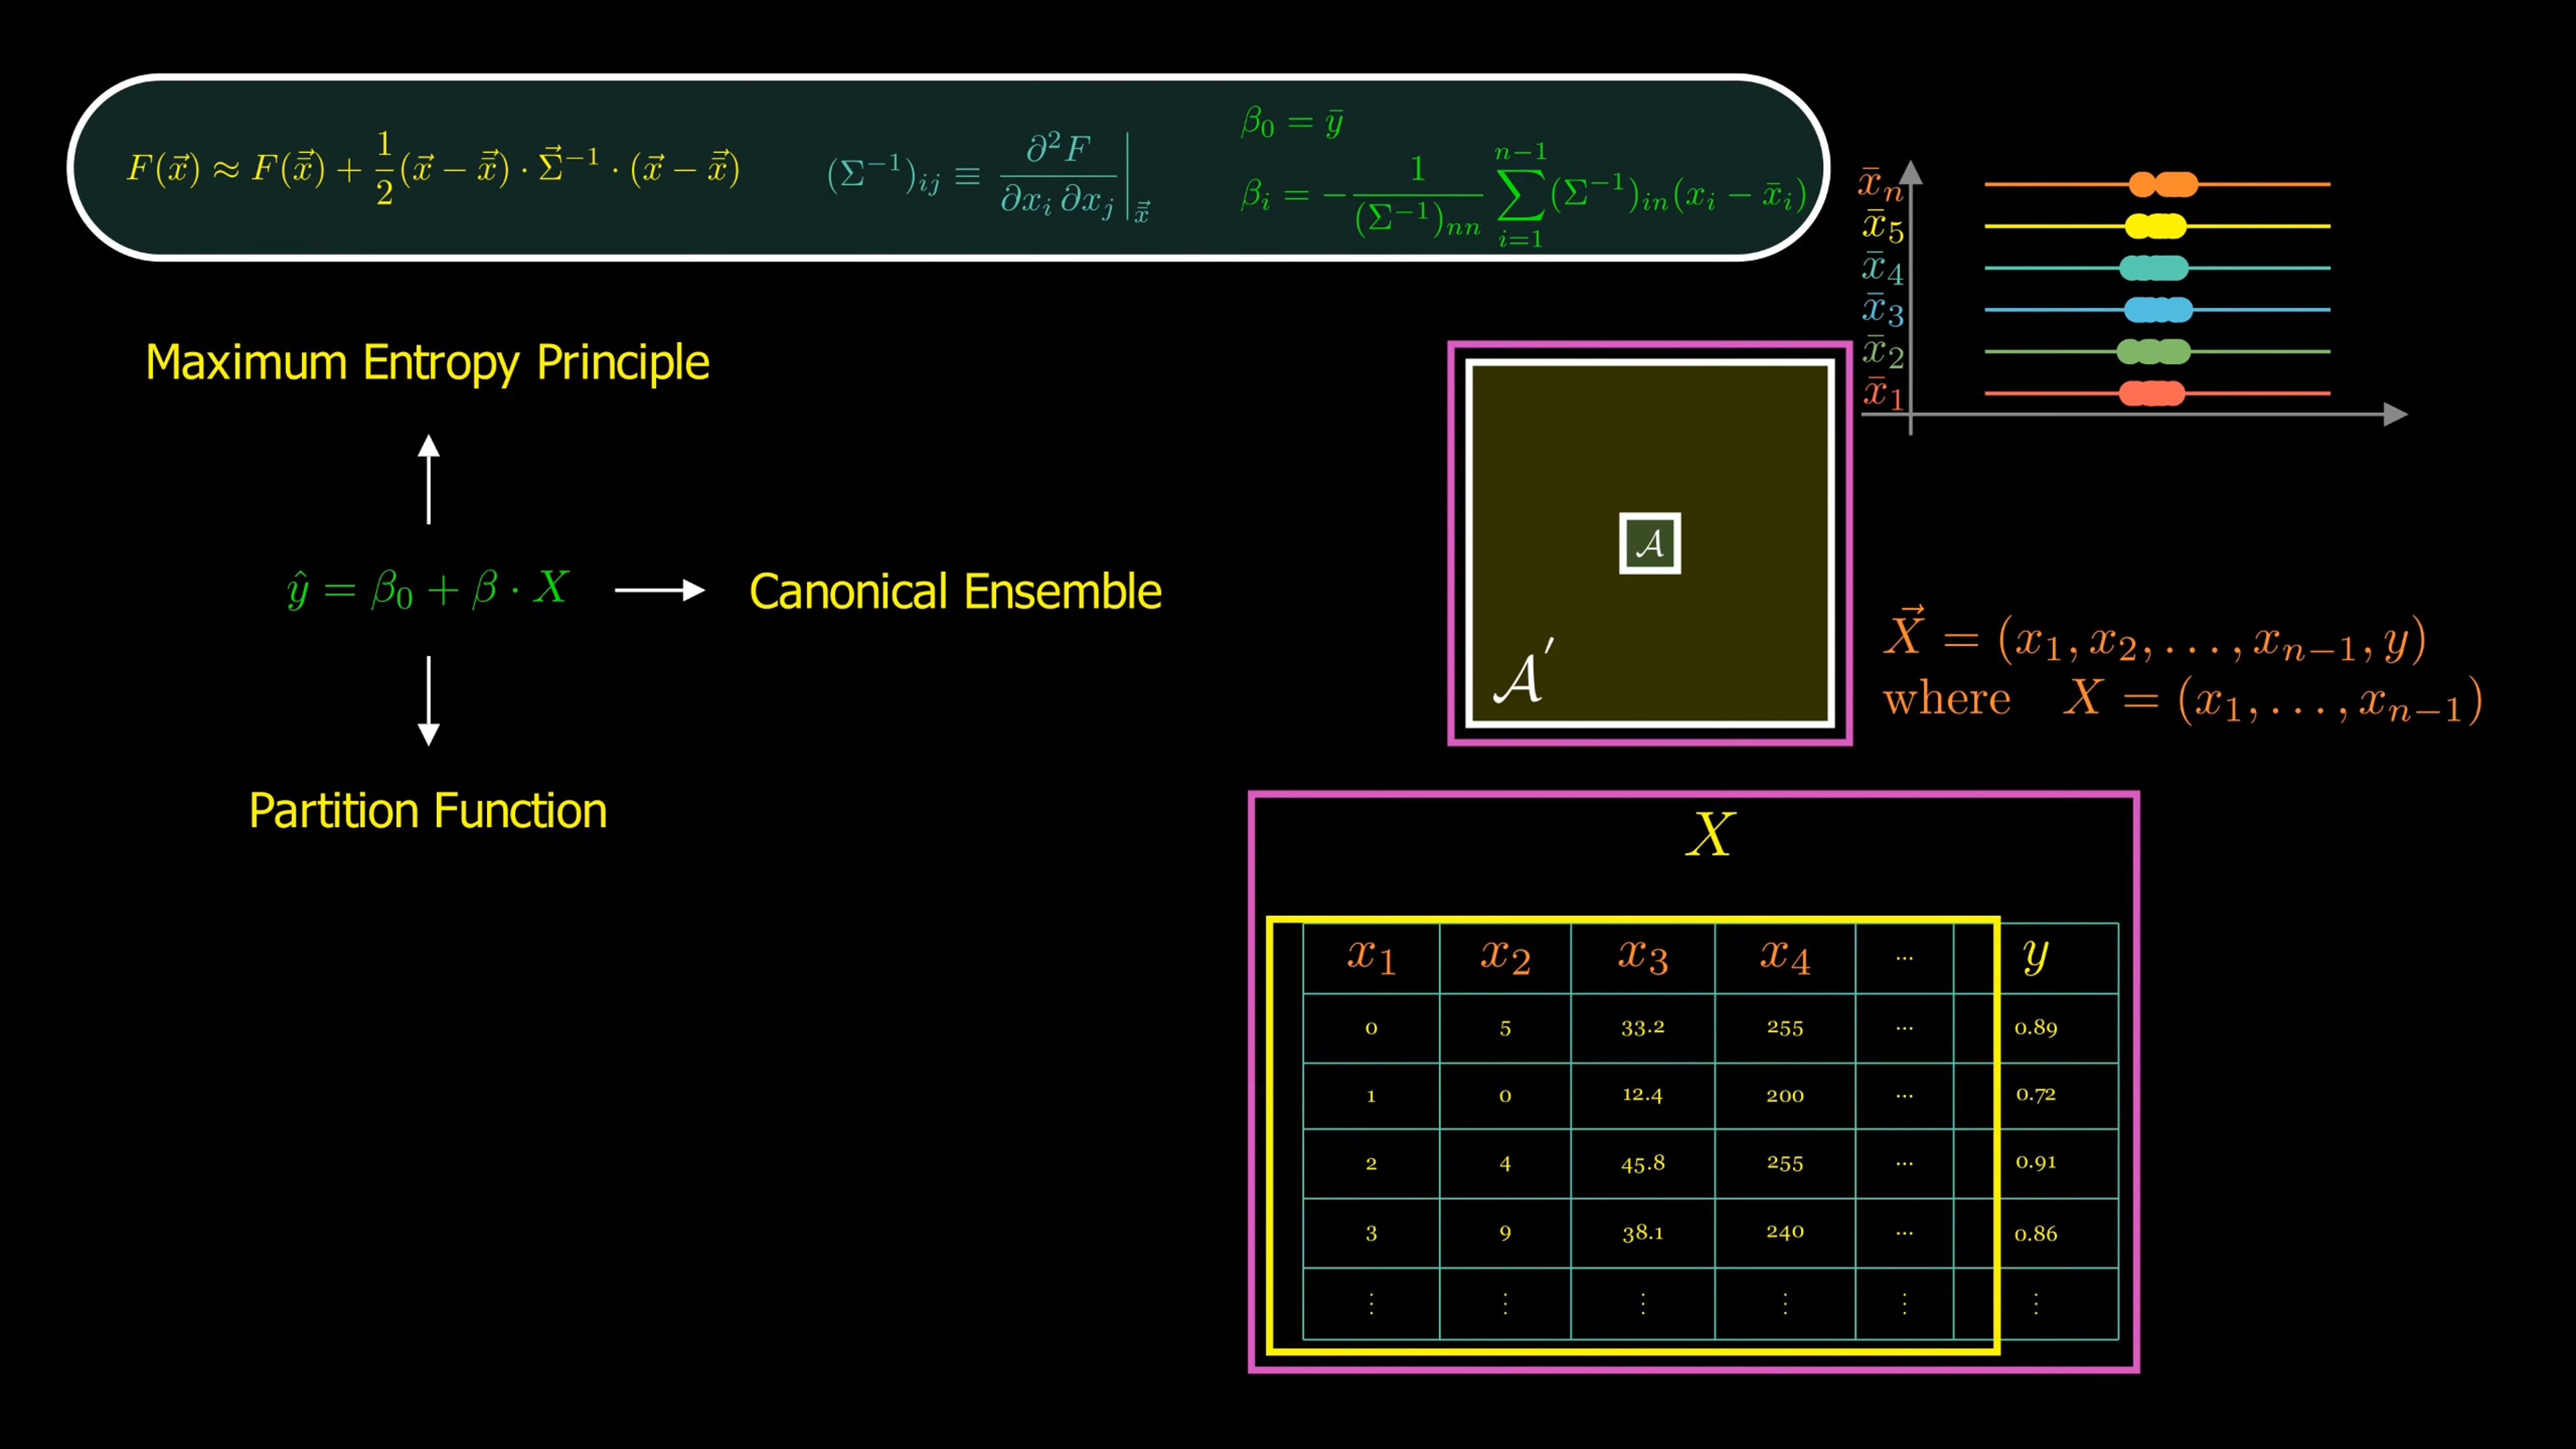 F(x⃗) ≈ F(x̄⃗) + 1/2 (x⃗ − x̄⃗) · Σ⃗⁻¹ · (x⃗ − x̄⃗)
(Σ⁻¹)ᵢⱼ ≡ ∂²F / ∂xᵢ ∂xⱼ |x̄⃗
β₀ = ȳ
βᵢ = − 1/(Σ⁻¹)ₙₙ ∑ᵢ₌₁ⁿ⁻¹ (Σ⁻¹)ᵢₙ(xᵢ − x̄ᵢ)
x̄ₙ
x̄₅
x̄₄
x̄₃
x̄₂
x̄₁
Maximum Entropy Principle
ŷ = β₀ + β · X
Canonical Ensemble
Partition Function
𝒜
𝒜′
X⃗ = (x₁, x₂, . . . , xₙ₋₁, y)
where X = (x₁, . . . , xₙ₋₁)
X
x₁ x₂ x₃ x₄ ... y
0 5 33.2 255 ... 0.89
1 0 12.4 200 ... 0.72
2 4 45.8 255 ... 0.91
3 9 38.1 240 ... 0.86
⋮ ⋮ ⋮ ⋮ ⋮ ⋮